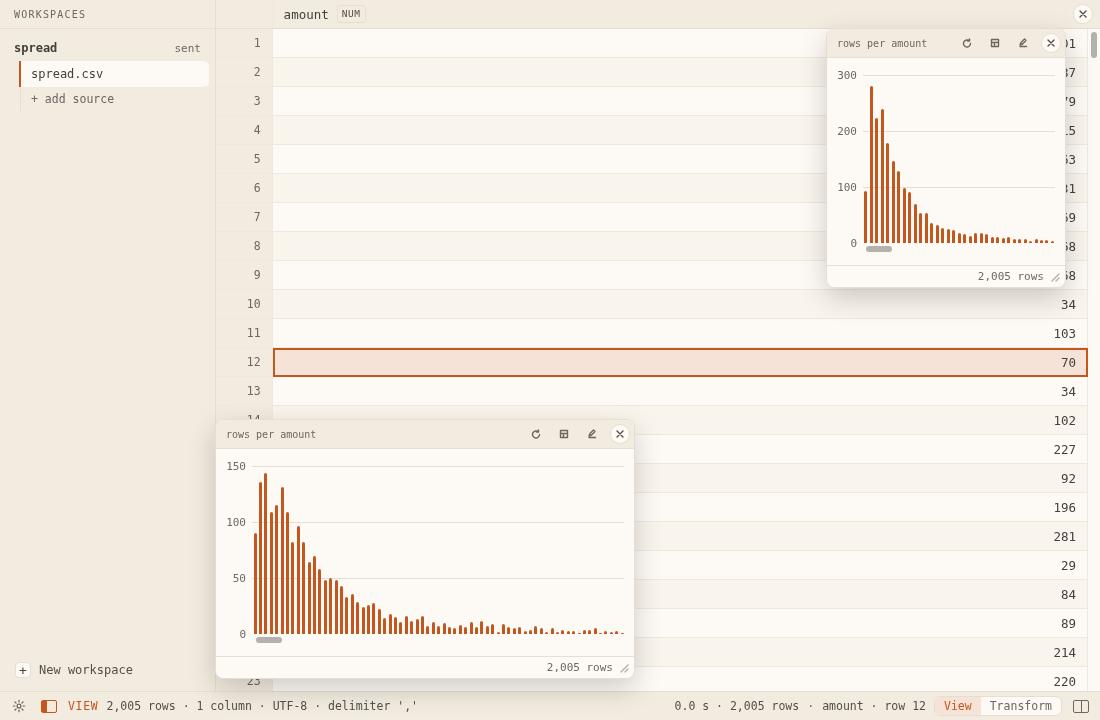 WORKSPACES
amount NUM
spread sent
spread.csv
+ add source
1
2
3
4
5
6
7
8
9
10 34
11 103
12 70
13 34
102
227
92
196
281
29
84
89
214
23 220
rows per amount
300
200
100
0
2,005 rows
rows per amount
150
100
50
0
2,005 rows
+ New workspace
VIEW 2,005 rows · 1 column · UTF-8 · delimiter ','
0.0 s · 2,005 rows · amount · row 12 View Transform